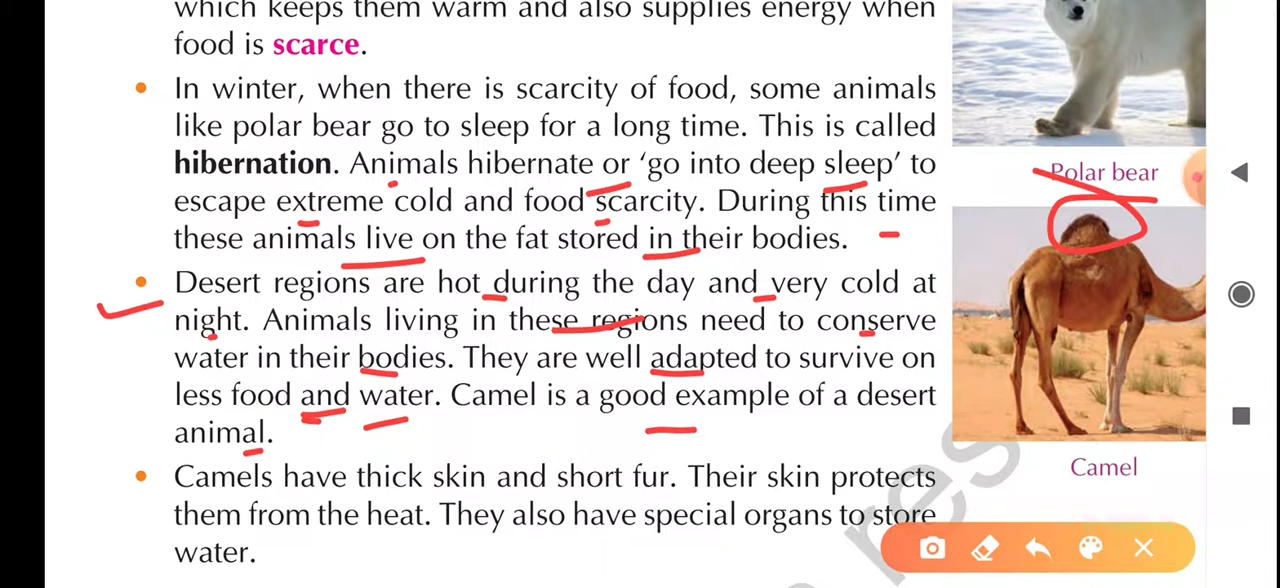 which keeps them warm and also supplies energy when
food is scarce.
• In winter, when there is scarcity of food, some animals
like polar bear go to sleep for a long time. This is called
hibernation. Animals hibernate or ‘go into deep sleep’ to
escape extreme cold and food scarcity. During this time
these animals live on the fat stored in their bodies.
• Desert regions are hot during the day and very cold at
night. Animals living in these regions need to conserve
water in their bodies. They are well adapted to survive on
less food and water. Camel is a good example of a desert
animal.
• Camels have thick skin and short fur. Their skin protects
them from the heat. They also have special organs to store
water.
Polar bear
Camel